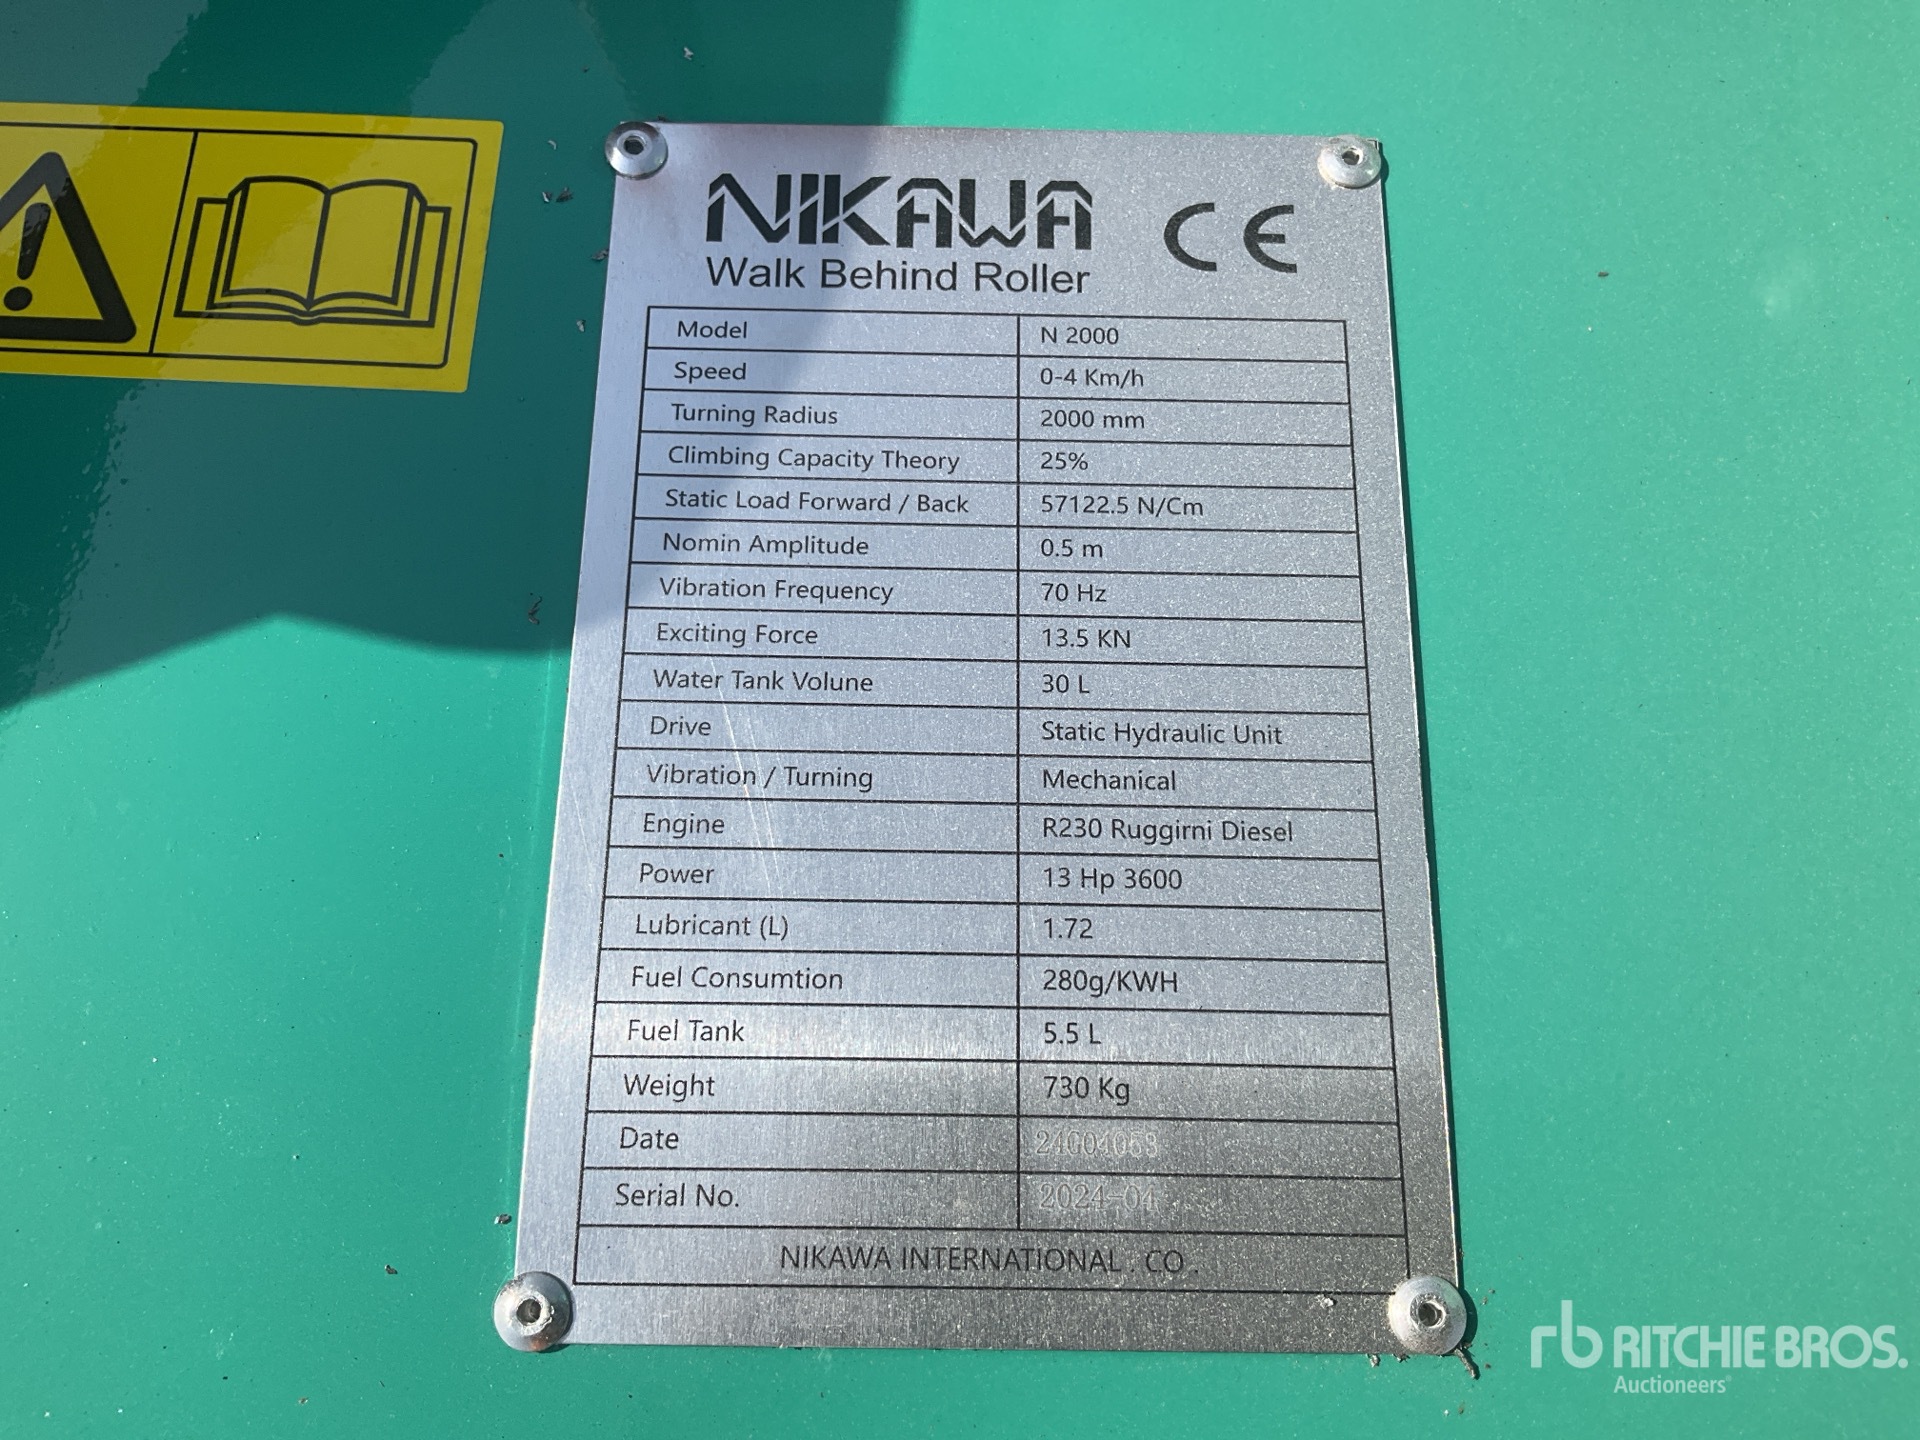 NIKAWA CE
Walk Behind Roller
Model N 2000
Speed 0-4 Km/h
Turning Radius 2000 mm
Climbing Capacity Theory 25%
Static Load Forward / Back 57122.5 N/Cm
Nomin Amplitude 0.5 m
Vibration Frequency 70 Hz
Exciting Force 13.5 KN
Water Tank Volune 30 L
Drive Static Hydraulic Unit
Vibration / Turning Mechanical
Engine R230 Ruggirni Diesel
Power 13 Hp 3600
Lubricant (L) 1.72
Fuel Consumtion 280g/KWH
Fuel Tank 5.5 L
Weight 730 Kg
Date 24G04058
Serial No. 2024-04
NIKAWA INTERNATIONAL . CO .
rb RITCHIE BROS.
Auctioneers